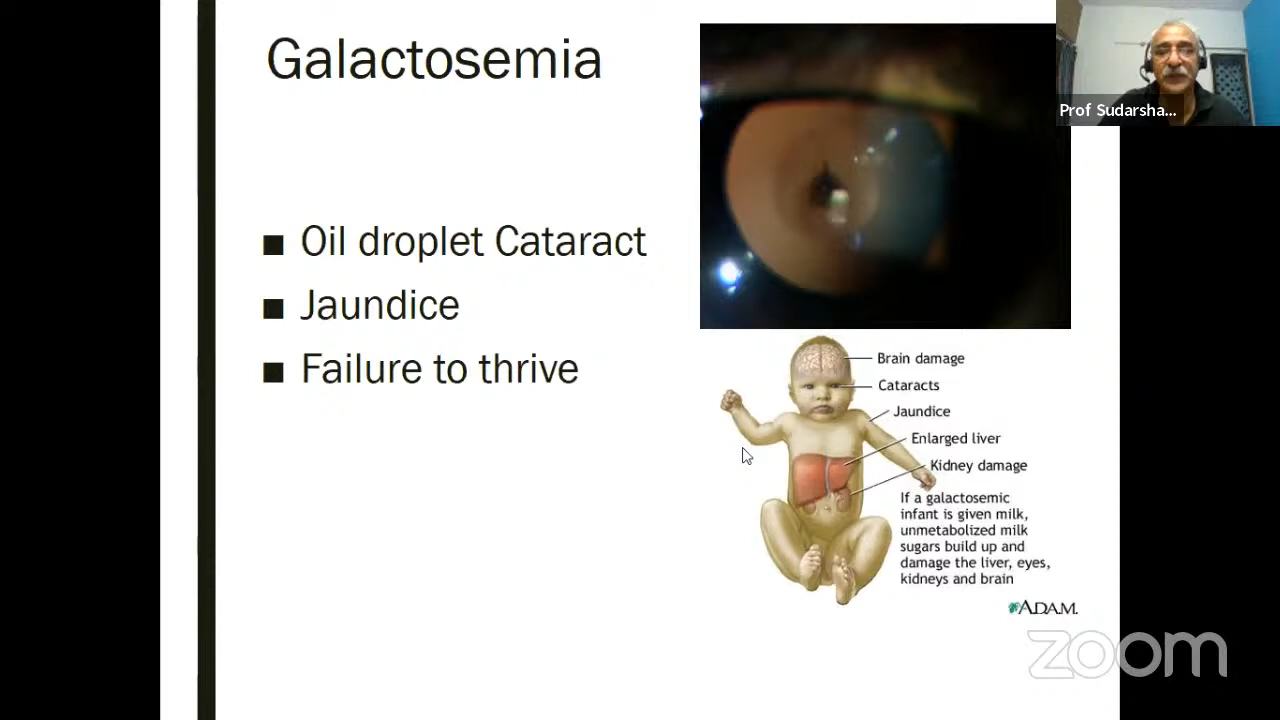 Galactosemia
Prof Sudarsha...
■ Oil droplet Cataract
■ Jaundice
■ Failure to thrive
Brain damage
Cataracts
Jaundice
Enlarged liver
Kidney damage
If a galactosemic
infant is given milk,
unmetabolized milk
sugars build up and
damage the liver, eyes,
kidneys and brain
A.D.A.M.
zoom